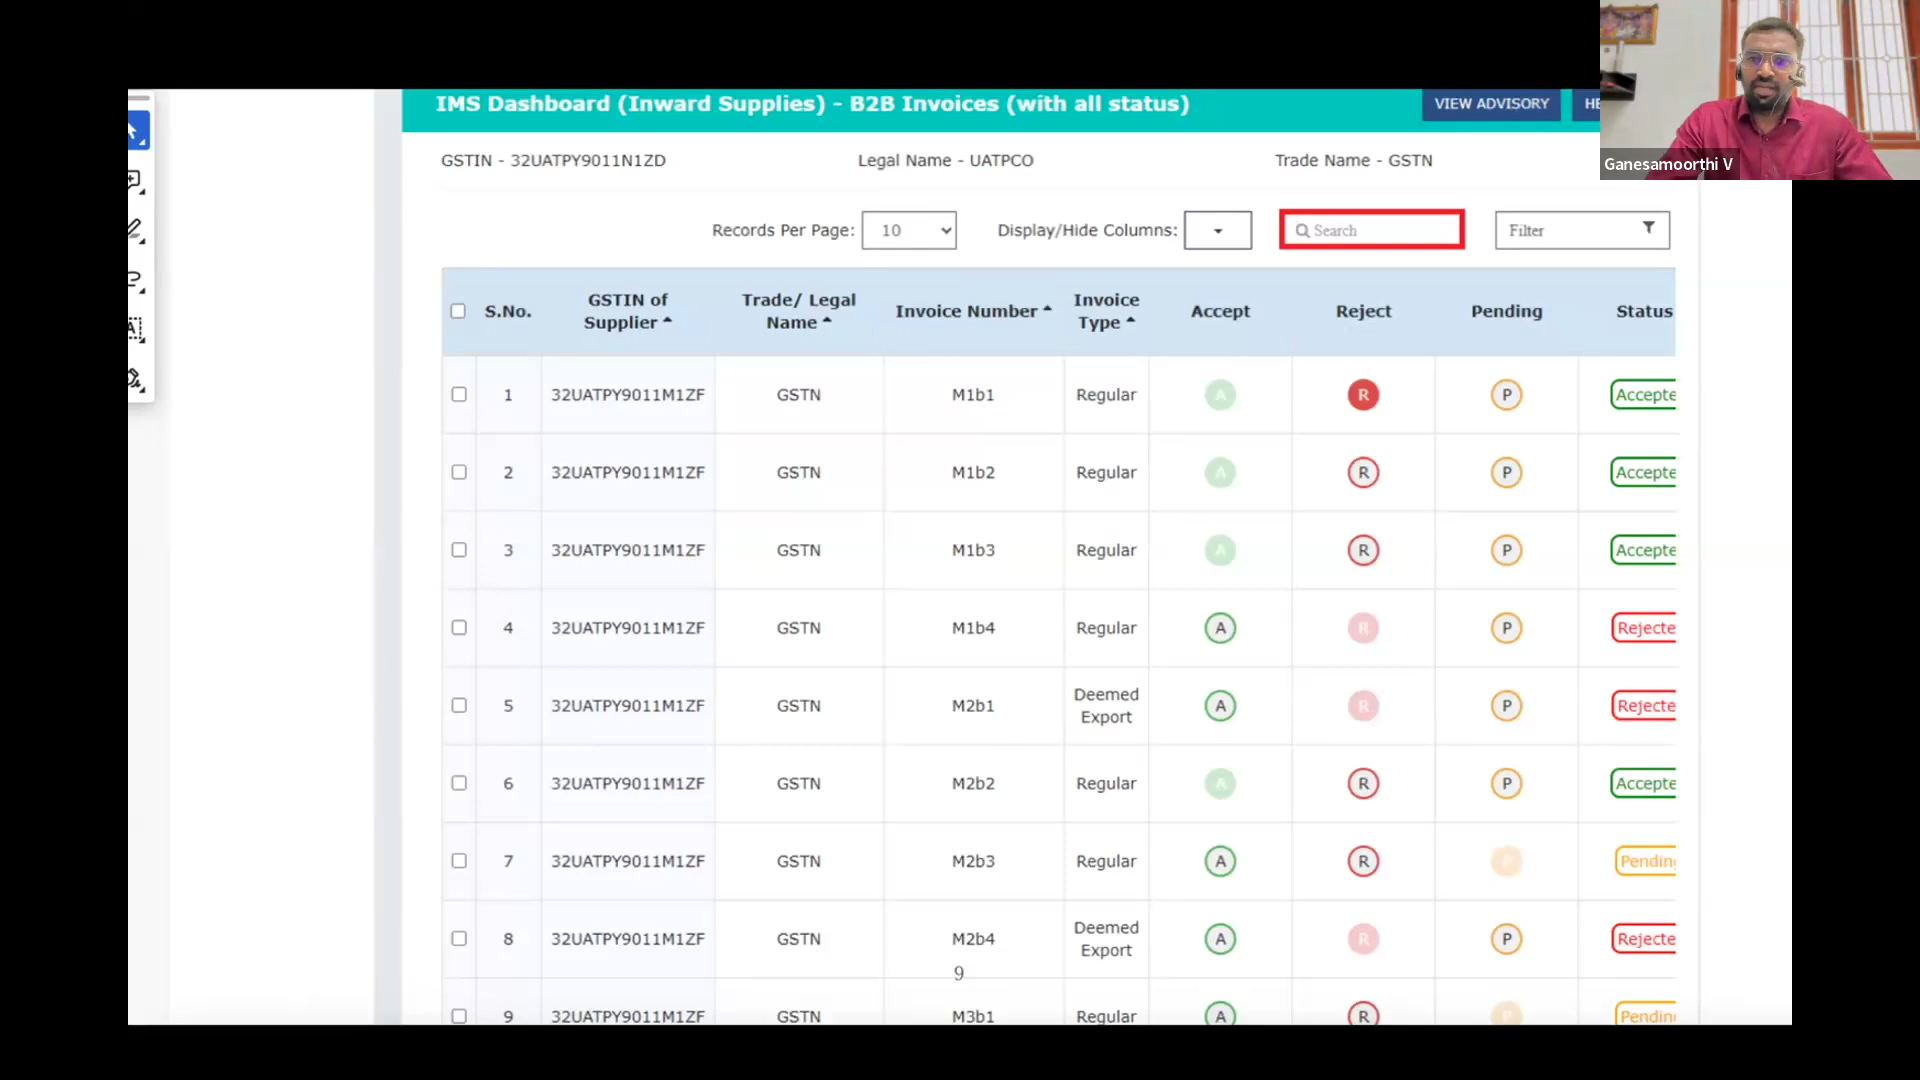 IMS Dashboard (Inward Supplies) - B2B Invoices (with all status) VIEW ADVISORY HE
GSTIN - 32UATPY9011N1ZD Legal Name - UATPCO Trade Name - GSTN
Ganesamoorthi V
Records Per Page: 10 Display/Hide Columns: Search Filter
S.No. GSTIN of Supplier Trade/ Legal Name Invoice Number Invoice Type Accept Reject Pending Status
1 32UATPY9011M1ZF GSTN M1b1 Regular A R P Accepte
2 32UATPY9011M1ZF GSTN M1b2 Regular A R P Accepte
3 32UATPY9011M1ZF GSTN M1b3 Regular A R P Accepte
4 32UATPY9011M1ZF GSTN M1b4 Regular A R P Rejecte
5 32UATPY9011M1ZF GSTN M2b1 Deemed Export A R P Rejecte
6 32UATPY9011M1ZF GSTN M2b2 Regular A R P Accepte
7 32UATPY9011M1ZF GSTN M2b3 Regular A R P Pending
8 32UATPY9011M1ZF GSTN M2b4 Deemed Export A R P Rejecte
9
9 32UATPY9011M1ZF GSTN M3b1 Regular A R P Pending